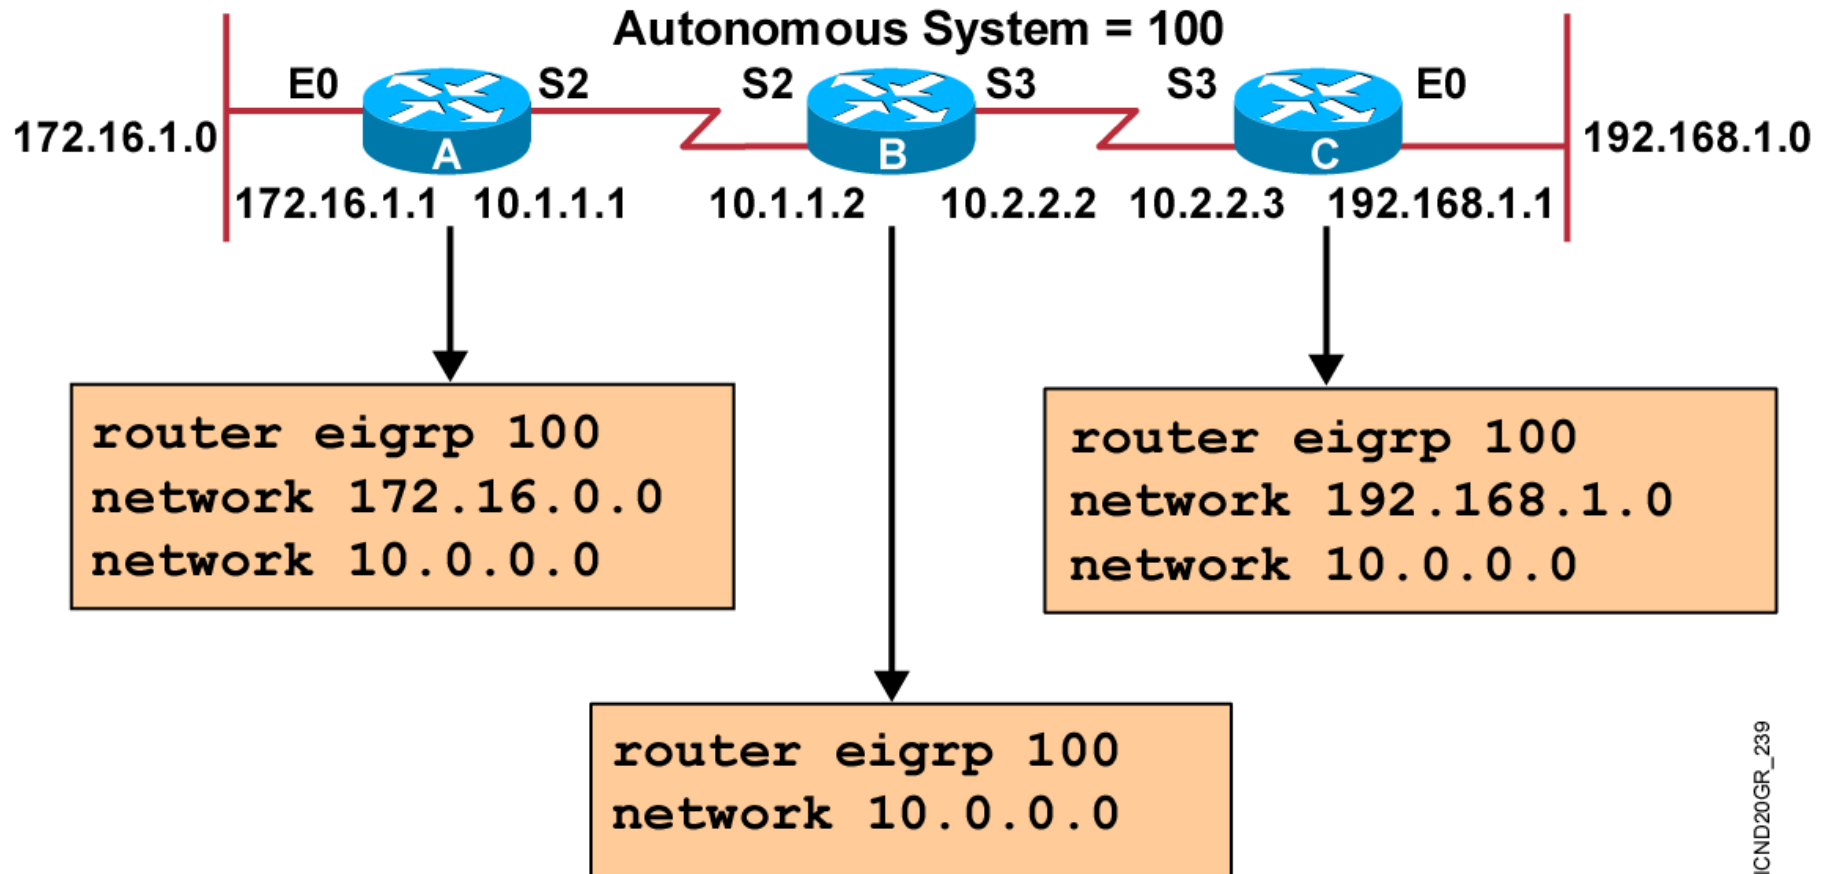 Autonomous System = 100
E0 S2 S2 S3 S3 E0
172.16.1.0 A B C 192.168.1.0
172.16.1.1 10.1.1.1 10.1.1.2 10.2.2.2 10.2.2.3 192.168.1.1
router eigrp 100
network 172.16.0.0
network 10.0.0.0
router eigrp 100
network 192.168.1.0
network 10.0.0.0
router eigrp 100
network 10.0.0.0
ICND20GR_239